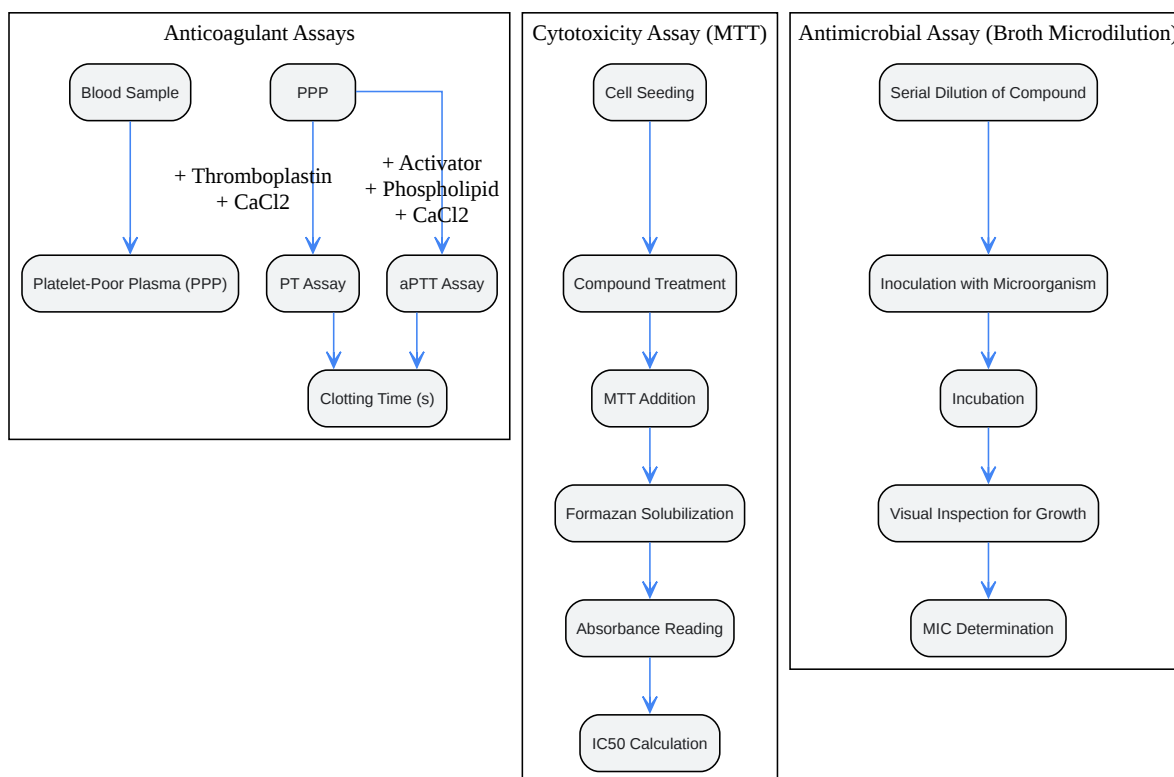 Anticoagulant Assays
Blood Sample
PPP
+ Thromboplastin
+ CaCl2
+ Activator
+ Phospholipid
+ CaCl2
Platelet-Poor Plasma (PPP)
PT Assay
aPTT Assay
Clotting Time (s)
Cytotoxicity Assay (MTT)
Cell Seeding
Compound Treatment
MTT Addition
Formazan Solubilization
Absorbance Reading
IC50 Calculation
Antimicrobial Assay (Broth Microdilution)
Serial Dilution of Compound
Inoculation with Microorganism
Incubation
Visual Inspection for Growth
MIC Determination